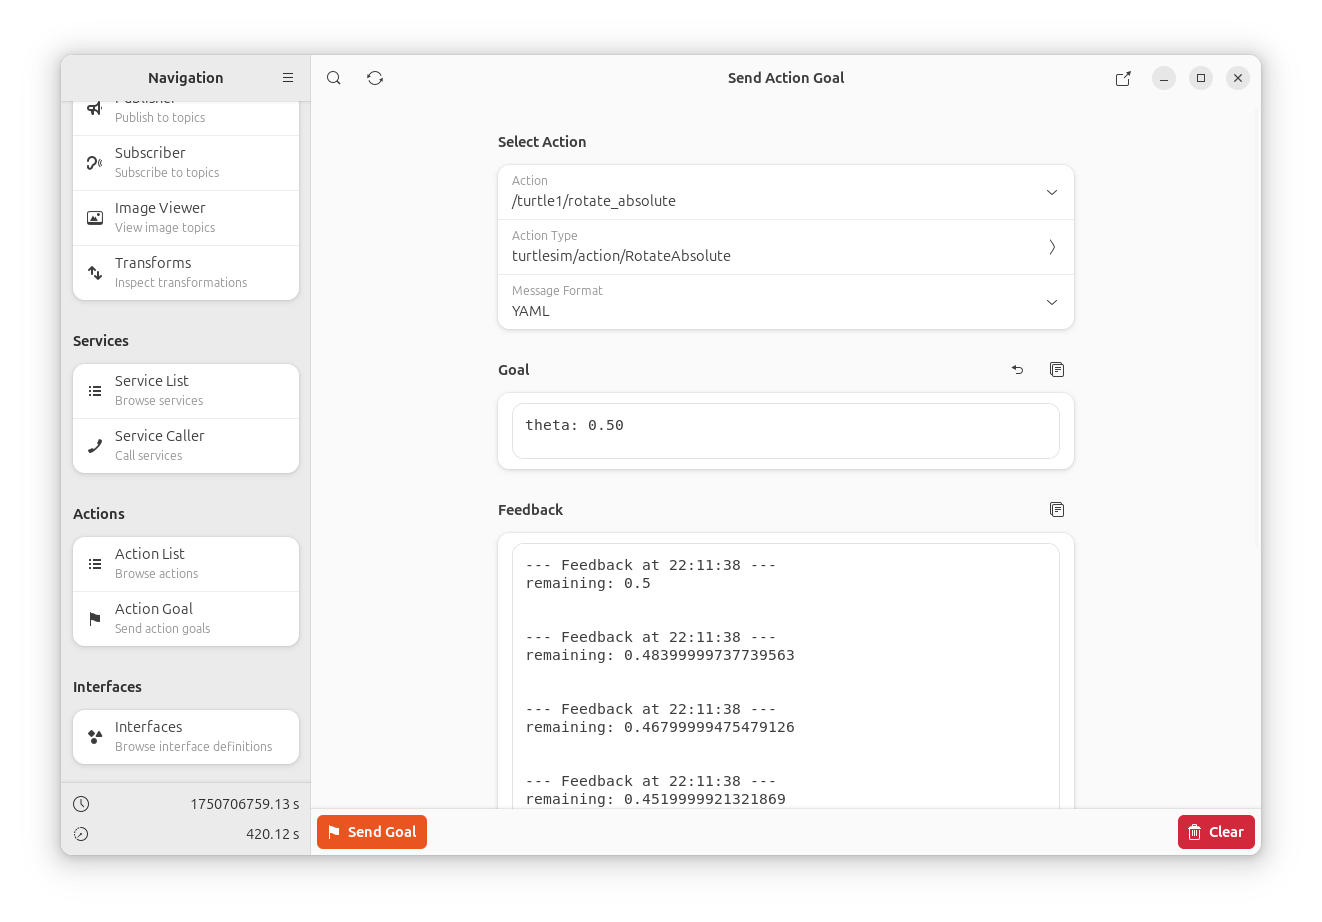 Navigation
Send Action Goal
Publisher
Publish to topics
Subscriber
Subscribe to topics
Image Viewer
View image topics
Transforms
Inspect transformations
Services
Service List
Browse services
Service Caller
Call services
Actions
Action List
Browse actions
Action Goal
Send action goals
Interfaces
Interfaces
Browse interface definitions
1750706759.13 s
420.12 s
Select Action
Action
/turtle1/rotate_absolute
Action Type
turtlesim/action/RotateAbsolute
Message Format
YAML
Goal
theta: 0.50
Feedback
--- Feedback at 22:11:38 ---
remaining: 0.5
--- Feedback at 22:11:38 ---
remaining: 0.48399999737739563
--- Feedback at 22:11:38 ---
remaining: 0.46799999475479126
--- Feedback at 22:11:38 ---
remaining: 0.4519999921321869
Send Goal
Clear